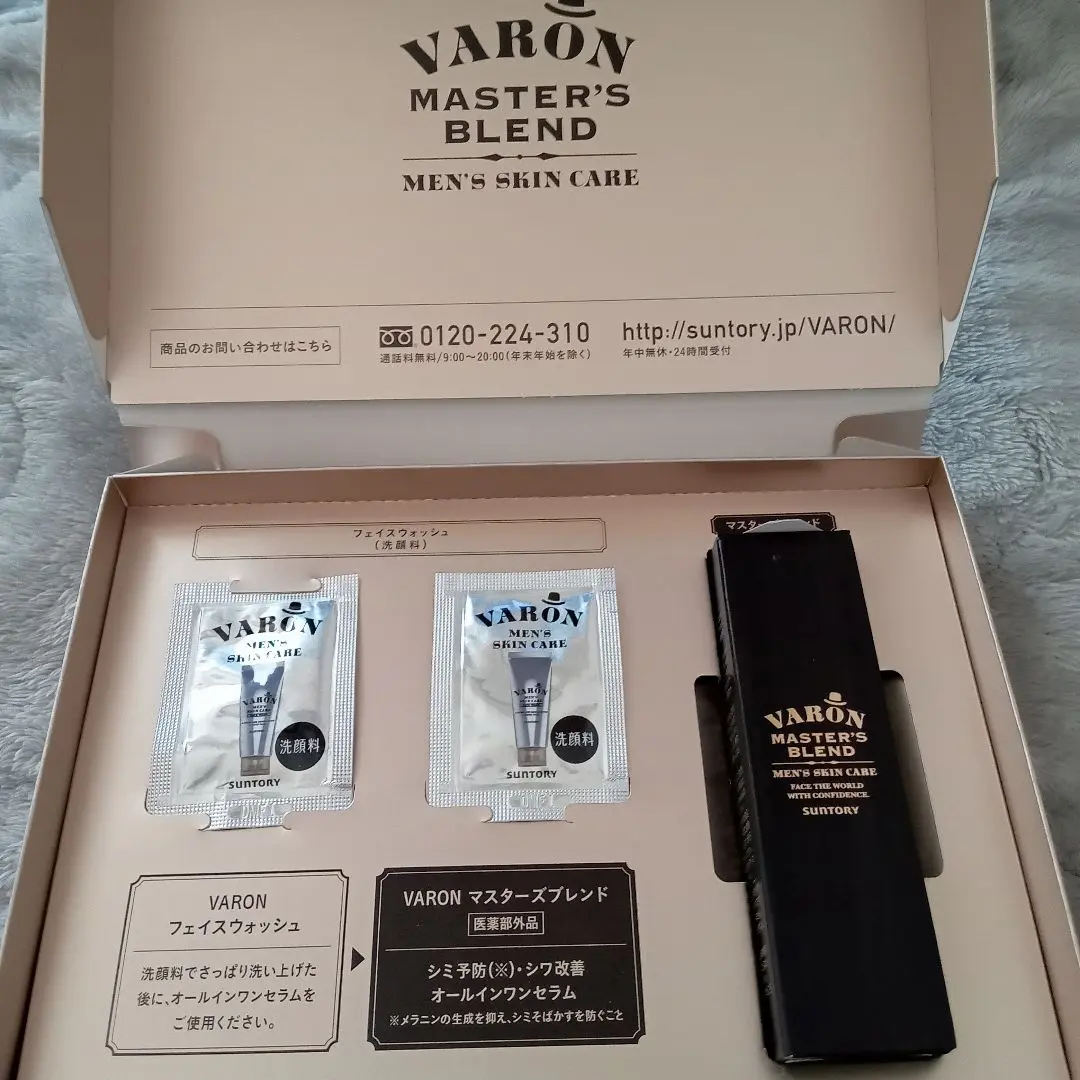 VARON
MASTER'S
BLEND
MEN'S SKIN CARE
商品のお問い合わせはこちら
0120-224-310
通話料無料/9:00〜20:00(年末年始を除く)
http://suntory.jp/VARON/
年中無休・24時間受付
フェイスウォッシュ
(洗顔料)
VARON
MEN'S
SKIN CARE
VARON
洗顔料
SUNTORY
VARON
MEN'S
SKIN CARE
VARON
洗顔料
SUNTORY
VARON
MASTER'S
BLEND
MEN'S SKIN CARE
FACE THE WORLD
WITH CONFIDENCE.
SUNTORY
VARON
フェイスウォッシュ
洗顔料でさっぱり洗い上げた
後に、オールインワンセラムを
ご使用ください。
VARON マスターズブレンド
医薬部外品
シミ予防(※)・シワ改善
オールインワンセラム
※メラニンの生成を抑え、シミそばかすを防ぐこと